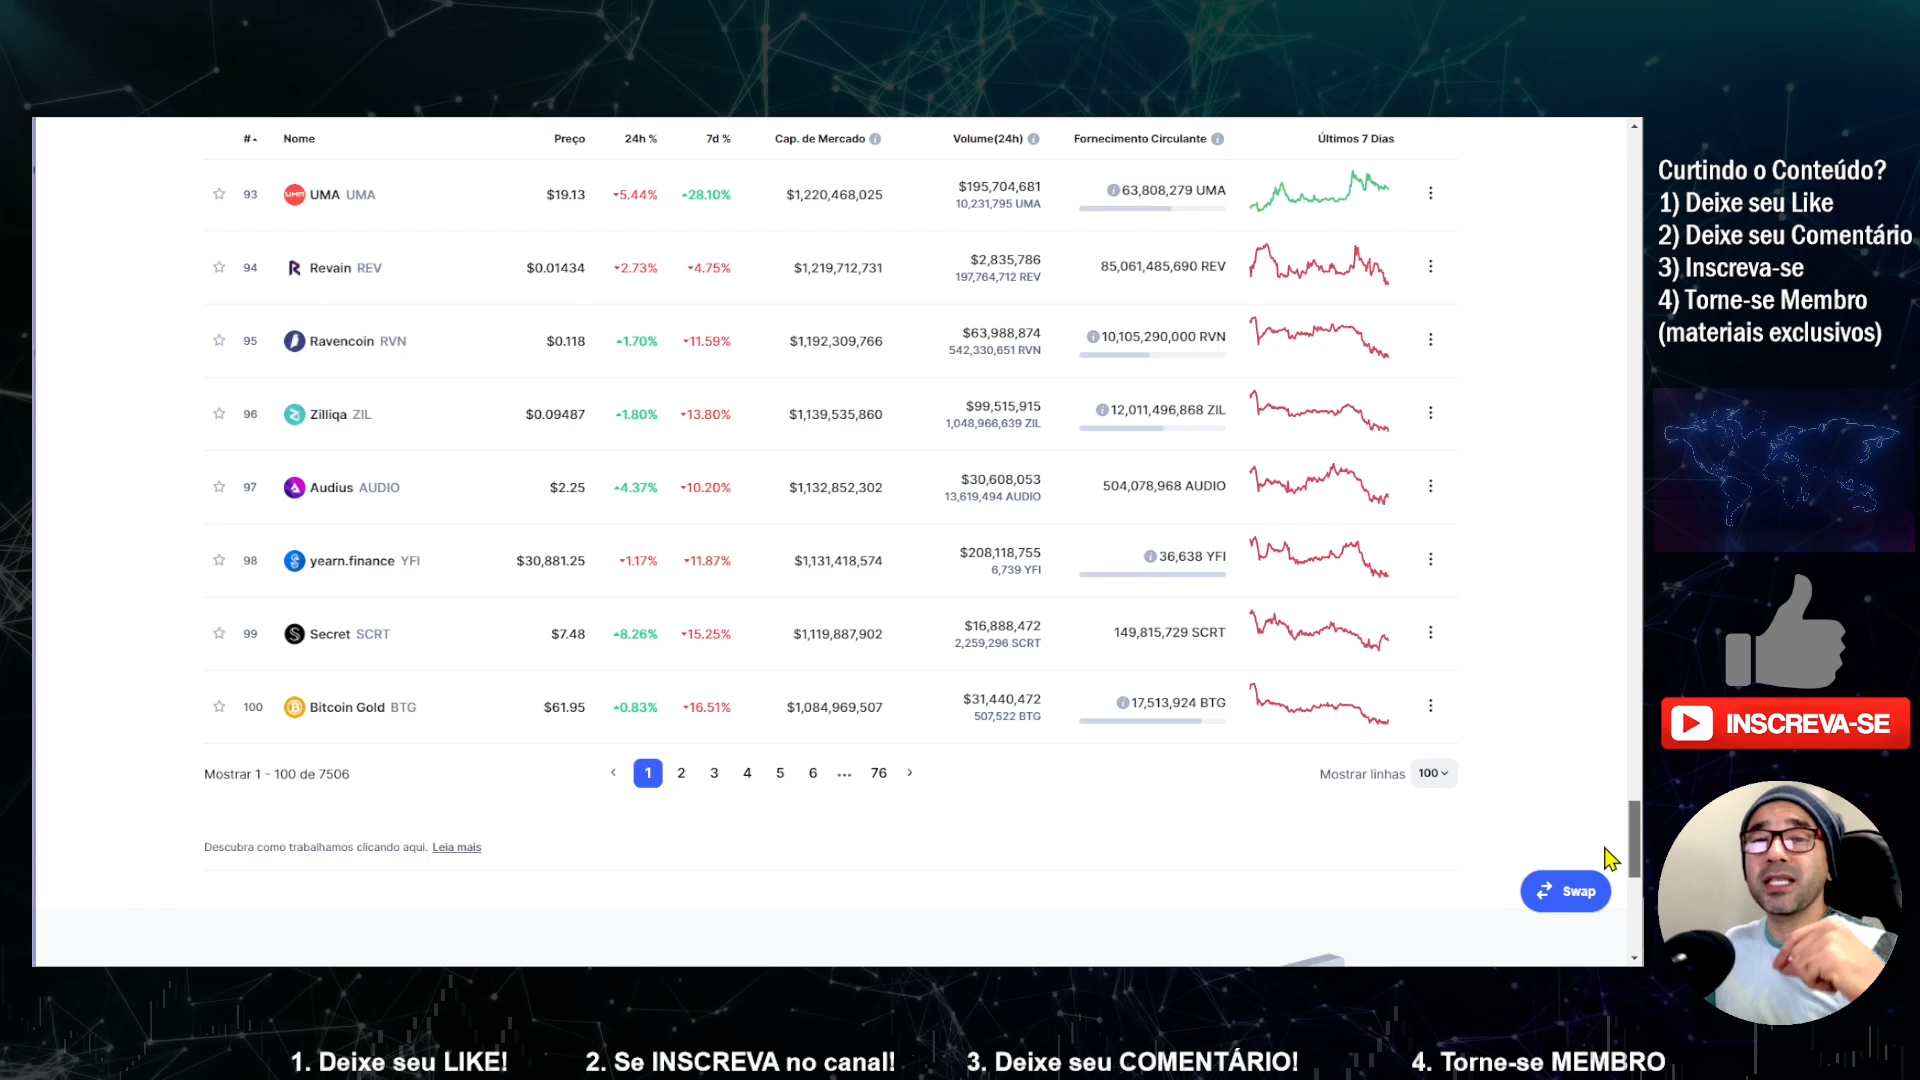 # Nome Preço 24h % 7d % Cap. de Mercado Volume(24h) Fornecimento Circulante Últimos 7 Dias
93 UMA UMA $19.13 5.44% 28.10% $1,220,468,025 $195,704,681 63,808,279 UMA
10,231,795 UMA
94 Revain REV $0.01434 2.73% 4.75% $1,219,712,731 $2,835,786 85,061,485,690 REV
197,764,712 REV
95 Ravencoin RVN $0.118 1.70% 11.59% $1,192,309,766 $63,988,874 10,105,290,000 RVN
542,330,651 RVN
96 Zilliqa ZIL $0.09487 1.80% 13.80% $1,139,535,860 $99,515,915 12,011,496,868 ZIL
1,048,966,639 ZIL
97 Audius AUDIO $2.25 4.37% 10.20% $1,132,852,302 $30,608,053 504,078,968 AUDIO
13,619,494 AUDIO
98 yearn.finance YFI $30,881.25 1.17% 11.87% $1,131,418,574 $208,118,755 36,638 YFI
6,739 YFI
99 Secret SCRT $7.48 8.26% 15.25% $1,119,887,902 $16,888,472 149,815,729 SCRT
2,259,296 SCRT
100 Bitcoin Gold BTG $61.95 0.83% 16.51% $1,084,969,507 $31,440,472 17,513,924 BTG
507,522 BTG
Mostrar 1 - 100 de 7506 1 2 3 4 5 6 ... 76 Mostrar linhas 100
Descubra como trabalhamos clicando aqui. Leia mais
Swap
Curtindo o Conteúdo?
1) Deixe seu Like
2) Deixe seu Comentário
3) Inscreva-se
4) Torne-se Membro
(materiais exclusivos)
INSCREVA-SE
1. Deixe seu LIKE! 2. Se INSCREVA no canal! 3. Deixe seu COMENTÁRIO! 4. Torne-se MEMBRO